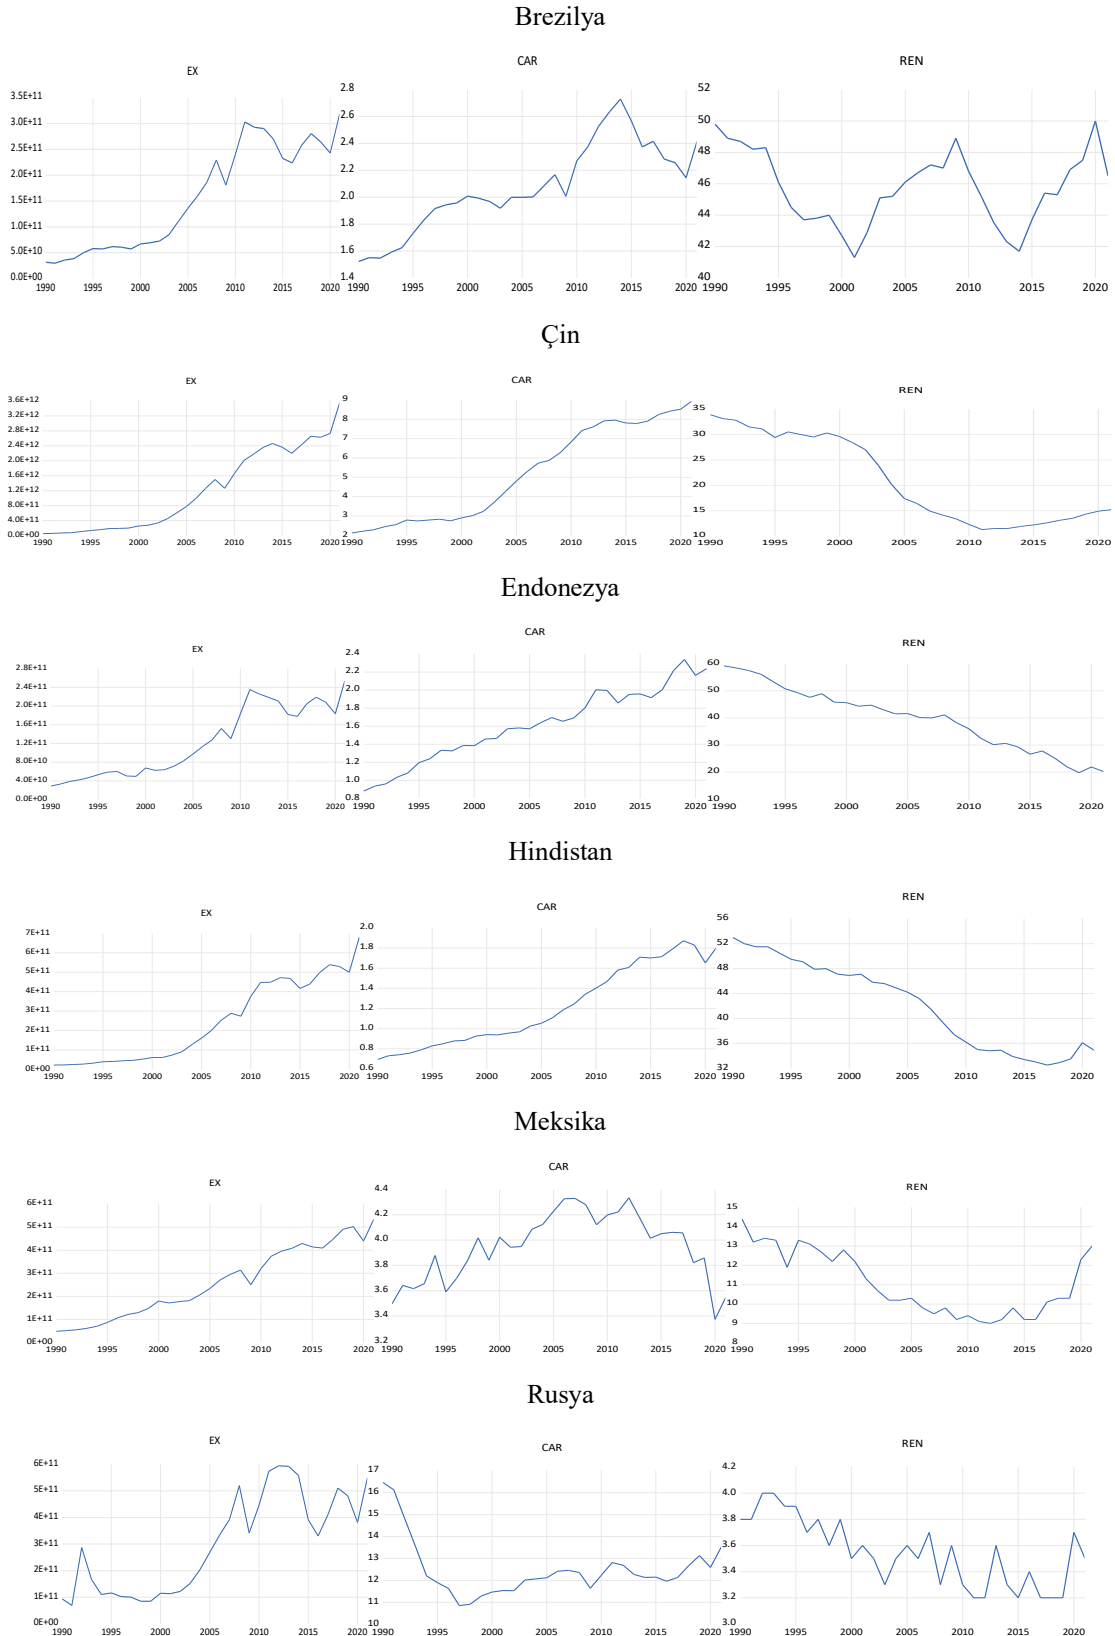 Brezilya
EX
3.5E+11
3.0E+11
2.5E+11
2.0E+11
1.5E+11
1.0E+11
5.0E+10
0.0E+00
1990 1995 2000 2005 2010 2015 2020
CAR
2.8
2.6
2.4
2.2
2.0
1.8
1.6
1.4
1990 1995 2000 2005 2010 2015 2020
REN
52
50
48
46
44
42
40
1990 1995 2000 2005 2010 2015 2020
Çin
EX
3.6E+12
3.2E+12
2.8E+12
2.4E+12
2.0E+12
1.6E+12
1.2E+12
8.0E+11
4.0E+11
0.0E+00
1990 1995 2000 2005 2010 2015 2020
CAR
9
8
7
6
5
4
3
2
1990 1995 2000 2005 2010 2015 2020
REN
35
30
25
20
15
10
1990 1995 2000 2005 2010 2015 2020
Endonezya
EX
2.8E+11
2.4E+11
2.0E+11
1.6E+11
1.2E+11
8.0E+10
4.0E+10
0.0E+00
1990 1995 2000 2005 2010 2015 2020
CAR
2.4
2.2
2.0
1.8
1.6
1.4
1.2
1.0
0.8
1990 1995 2000 2005 2010 2015 2020
REN
60
50
40
30
20
10
1990 1995 2000 2005 2010 2015 2020
Hindistan
EX
7E+11
6E+11
5E+11
4E+11
3E+11
2E+11
1E+11
0E+00
1990 1995 2000 2005 2010 2015 2020
CAR
2.0
1.8
1.6
1.4
1.2
1.0
0.8
0.6
1990 1995 2000 2005 2010 2015 2020
REN
56
52
48
44
40
36
32
1990 1995 2000 2005 2010 2015 2020
Meksika
EX
6E+11
5E+11
4E+11
3E+11
2E+11
1E+11
0E+00
1990 1995 2000 2005 2010 2015 2020
CAR
4.4
4.2
4.0
3.8
3.6
3.4
3.2
1990 1995 2000 2005 2010 2015 2020
REN
15
14
13
12
11
10
9
8
1990 1995 2000 2005 2010 2015 2020
Rusya
EX
6E+11
5E+11
4E+11
3E+11
2E+11
1E+11
0E+00
1990 1995 2000 2005 2010 2015 2020
CAR
17
16
15
14
13
12
11
10
1990 1995 2000 2005 2010 2015 2020
REN
4.2
4.0
3.8
3.6
3.4
3.2
3.0
1990 1995 2000 2005 2010 2015 2020